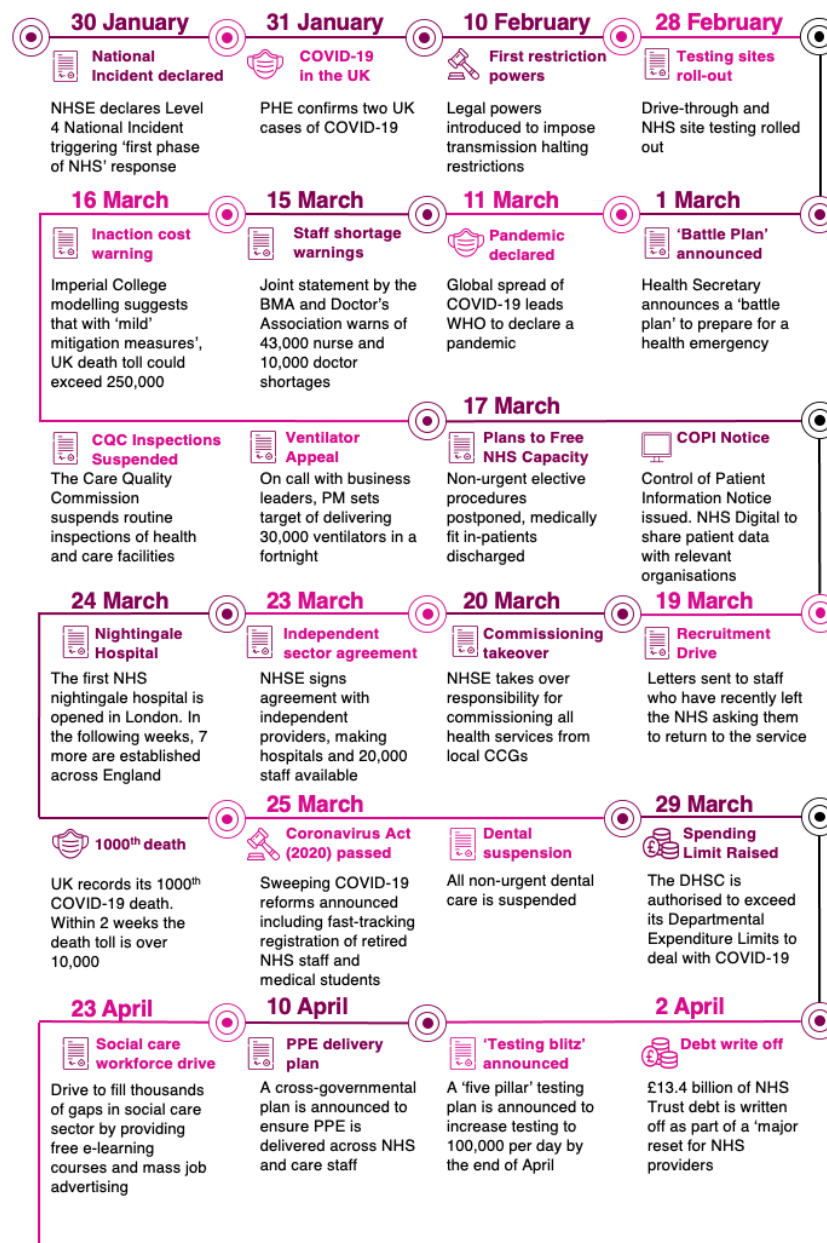 30 January
National
Incident declared
NHSE declares Level
4 National Incident
triggering ‘first phase
of NHS’ response
31 January
COVID-19
in the UK
PHE confirms two UK
cases of COVID-19
10 February
First restriction
powers
Legal powers
introduced to impose
transmission halting
restrictions
28 February
Testing sites
roll-out
Drive-through and
NHS site testing rolled
out
16 March
Inaction cost
warning
Imperial College
modelling suggests
that with ‘mild’
mitigation measures’,
UK death toll could
exceed 250,000
15 March
Staff shortage
warnings
Joint statement by the
BMA and Doctor’s
Association warns of
43,000 nurse and
10,000 doctor
shortages
11 March
Pandemic
declared
Global spread of
COVID-19 leads
WHO to declare a
pandemic
1 March
‘Battle Plan’
announced
Health Secretary
announces a ‘battle
plan’ to prepare for a
health emergency
17 March
CQC Inspections
Suspended
The Care Quality
Commission
suspends routine
inspections of health
and care facilities
Ventilator
Appeal
On call with business
leaders, PM sets
target of delivering
30,000 ventilators in a
fortnight
Plans to Free
NHS Capacity
Non-urgent elective
procedures
postponed, medically
fit in-patients
discharged
COPI Notice
Control of Patient
Information Notice
issued. NHS Digital to
share patient data
with relevant
organisations
24 March
Nightingale
Hospital
The first NHS
nightingale hospital is
opened in London. In
the following weeks, 7
more are established
across England
23 March
Independent
sector agreement
NHSE signs
agreement with
independent
providers, making
hospitals and 20,000
staff available
20 March
Commissioning
takeover
NHSE takes over
responsibility for
commissioning all
health services from
local CCGs
19 March
Recruitment
Drive
Letters sent to staff
who have recently left
the NHS asking them
to return to the service
25 March
1000th death
UK records its 1000th
COVID-19 death.
Within 2 weeks the
death toll is over
10,000
Coronavirus Act
(2020) passed
Sweeping COVID-19
reforms announced
including fast-tracking
registration of retired
NHS staff and
medical students
Dental
suspension
All non-urgent dental
care is suspended
29 March
£
Spending
Limit Raised
The DHSC is
authorised to exceed
its Departmental
Expenditure Limits to
deal with COVID-19
23 April
Social care
workforce drive
Drive to fill thousands
of gaps in social care
sector by providing
free e-learning
courses and mass job
advertising
10 April
PPE delivery
plan
A cross-governmental
plan is announced to
ensure PPE is
delivered across NHS
and care staff
‘Testing blitz’
announced
A ‘five pillar’ testing
plan is announced to
increase testing to
100,000 per day by
the end of April
2 April
£
Debt write off
£13.4 billion of NHS
Trust debt is written
off as part of a ‘major
reset for NHS
providers